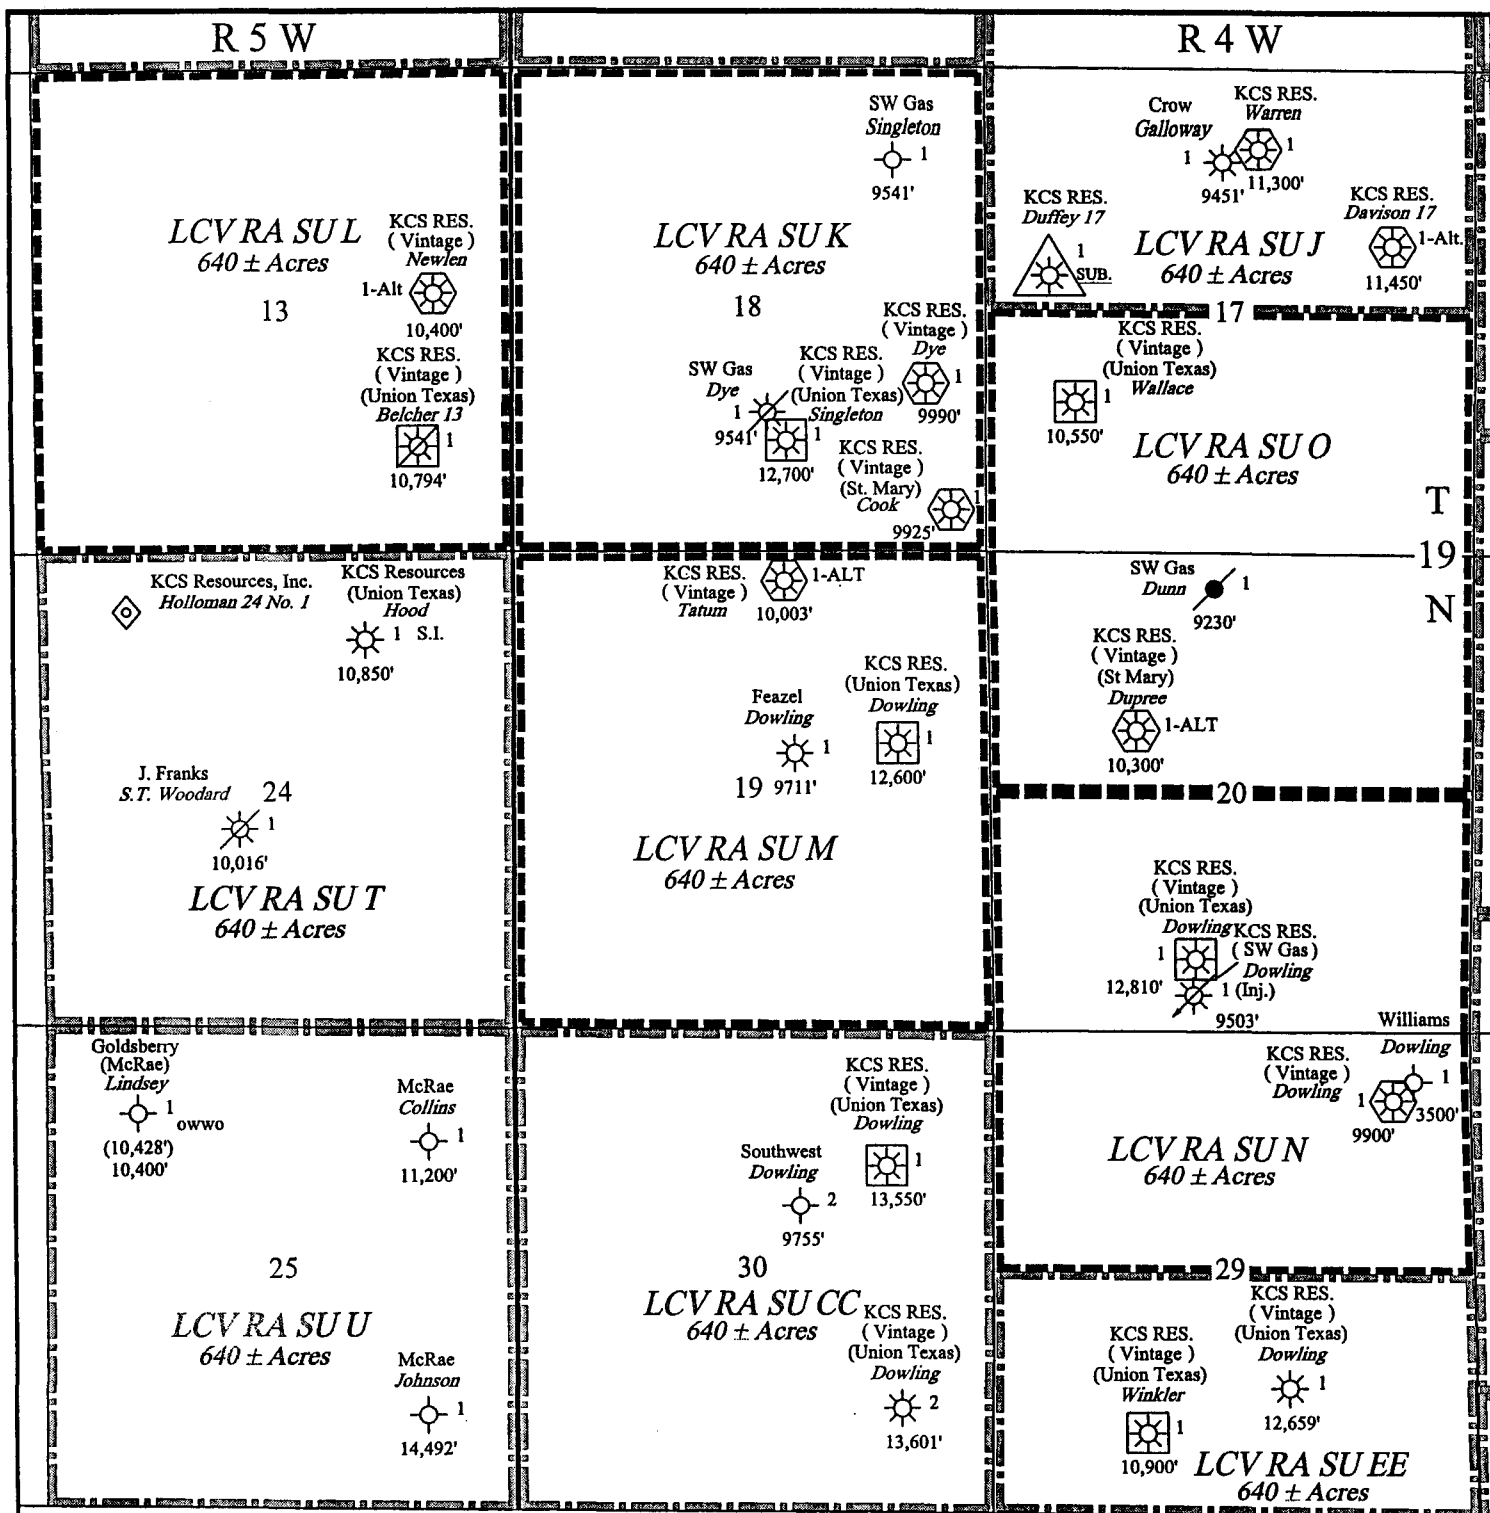 R 5 W
R 4 W
LCV RA SU L
640 ± Acres
13
KCS RES.
( Vintage )
Newlen
1-Alt
10,400'
KCS RES.
( Vintage )
(Union Texas)
Belcher 13
1
10,794'
SW Gas
Singleton
1
9541'
LCV RA SU K
640 ± Acres
18
KCS RES.
( Vintage )
Dye
1
9990'
SW Gas
Dye
1
9541'
KCS RES.
( Vintage )
(Union Texas)
Singleton
1
12,700'
KCS RES.
( Vintage )
(St. Mary)
Cook
1
9925'
Crow
Galloway
1
9451'
KCS RES.
Warren
1
11,300'
KCS RES.
Duffey 17
1
SUB.
KCS RES.
Davison 17
1-Alt.
11,450'
LCV RA SU J
640 ± Acres
17
KCS RES.
( Vintage )
(Union Texas)
Wallace
1
10,550'
LCV RA SU O
640 ± Acres
T
19
N
KCS Resources, Inc.
Holloman 24 No. 1
KCS Resources
(Union Texas)
Hood
1 S.I.
10,850'
J. Franks
S.T. Woodard
24
1
10,016'
LCV RA SU T
640 ± Acres
KCS RES.
( Vintage )
Tatum
1-ALT
10,003'
Feazel
Dowling
1
9711'
KCS RES.
(Union Texas)
Dowling
1
12,600'
19
LCV RA SU M
640 ± Acres
SW Gas
Dunn
1
9230'
KCS RES.
( Vintage )
(St Mary)
Dupree
1-ALT
10,300'
20
KCS RES.
( Vintage )
(Union Texas)
Dowling
1
12,810'
KCS RES.
( SW Gas )
Dowling
1 (Inj.)
9503'
Goldsberry
(McRae)
Lindsey
1
owwo
(10,428')
10,400'
McRae
Collins
1
11,200'
25
LCV RA SU U
640 ± Acres
McRae
Johnson
1
14,492'
KCS RES.
( Vintage )
(Union Texas)
Dowling
1
13,550'
Southwest
Dowling
2
9755'
30
LCV RA SU CC
640 ± Acres
KCS RES.
( Vintage )
(Union Texas)
Dowling
2
13,601'
Williams
Dowling
1
3500'
KCS RES.
( Vintage )
Dowling
1
9900'
LCV RA SU N
640 ± Acres
29
KCS RES.
( Vintage )
(Union Texas)
Dowling
1
12,659'
KCS RES.
( Vintage )
(Union Texas)
Winkler
1
10,900'
LCV RA SU EE
640 ± Acres